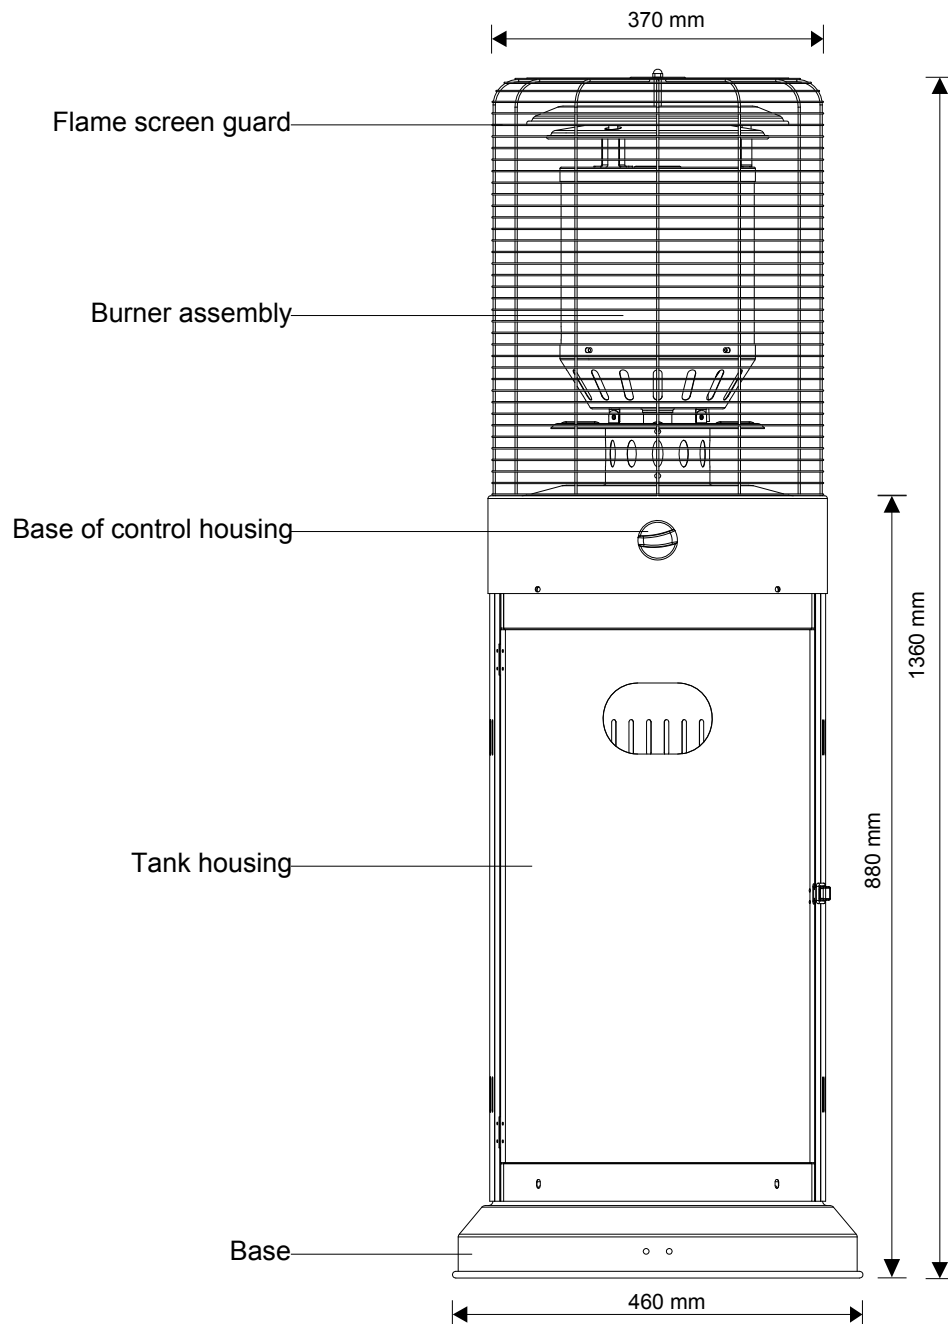 370 mm
Flame screen guard
Burner assembly
Base of control housing
1360 mm
880 mm
Tank housing
Base
460 mm